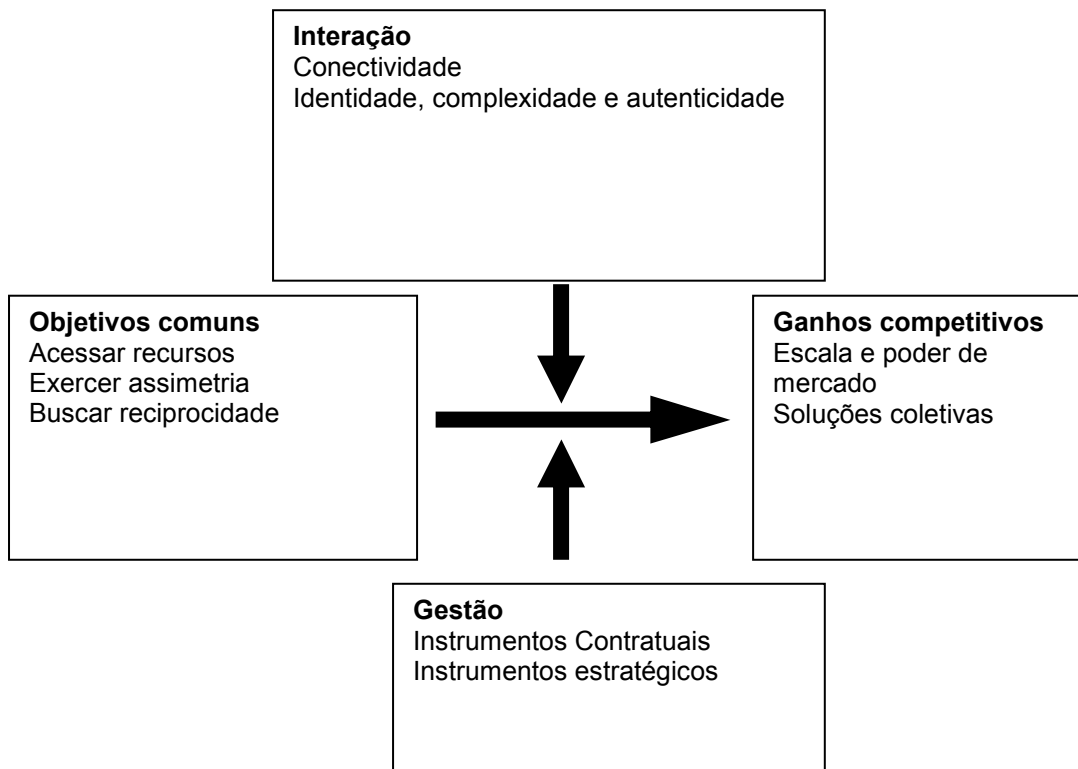 Interação
Conectividade
Identidade, complexidade e autenticidade
Objetivos comuns
Acessar recursos
Exercer assimetria
Buscar reciprocidade
Ganhos competitivos
Escala e poder de
mercado
Soluções coletivas
Gestão
Instrumentos Contratuais
Instrumentos estratégicos